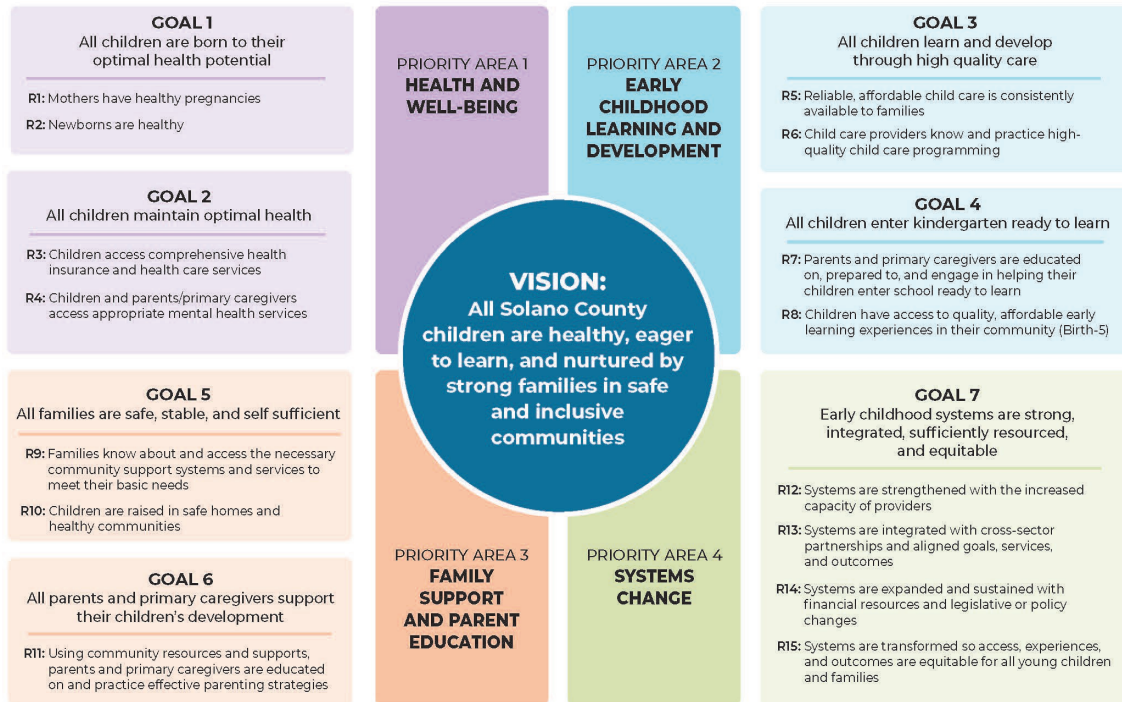 GOAL 1
All children are born to their
optimal health potential
R1: Mothers have healthy pregnancies
R2: Newborns are healthy
GOAL 2
All children maintain optimal health
R3: Children access comprehensive health
insurance and health care services
R4: Children and parents/primary caregivers
access appropriate mental health services
PRIORITY AREA 1
HEALTH AND
WELL-BEING
PRIORITY AREA 2
EARLY
CHILDHOOD
LEARNING AND
DEVELOPMENT
GOAL 3
All children learn and develop
through high quality care
R5: Reliable, affordable child care is consistently
available to families
R6: Child care providers know and practice high-
quality child care programming
GOAL 4
All children enter kindergarten ready to learn
R7: Parents and primary caregivers are educated
on, prepared to, and engage in helping their
children enter school ready to learn
R8: Children have access to quality, affordable early
learning experiences in their community (Birth-5)
VISION:
All Solano County
children are healthy, eager
to learn, and nurtured by
strong families in safe
and inclusive
communities
GOAL 5
All families are safe, stable, and self sufficient
R9: Families know about and access the necessary
community support systems and services to
meet their basic needs
R10: Children are raised in safe homes and
healthy communities
GOAL 6
All parents and primary caregivers support
their children's development
R11: Using community resources and supports,
parents and primary caregivers are educated
on and practice effective parenting strategies
PRIORITY AREA 3
FAMILY
SUPPORT
AND PARENT
EDUCATION
PRIORITY AREA 4
SYSTEMS
CHANGE
GOAL 7
Early childhood systems are strong,
integrated, sufficiently resourced,
and equitable
R12: Systems are strengthened with the increased
capacity of providers
R13: Systems are integrated with cross-sector
partnerships and aligned goals, services,
and outcomes
R14: Systems are expanded and sustained with
financial resources and legislative or policy
changes
R15: Systems are transformed so access, experiences,
and outcomes are equitable for all young children
and families